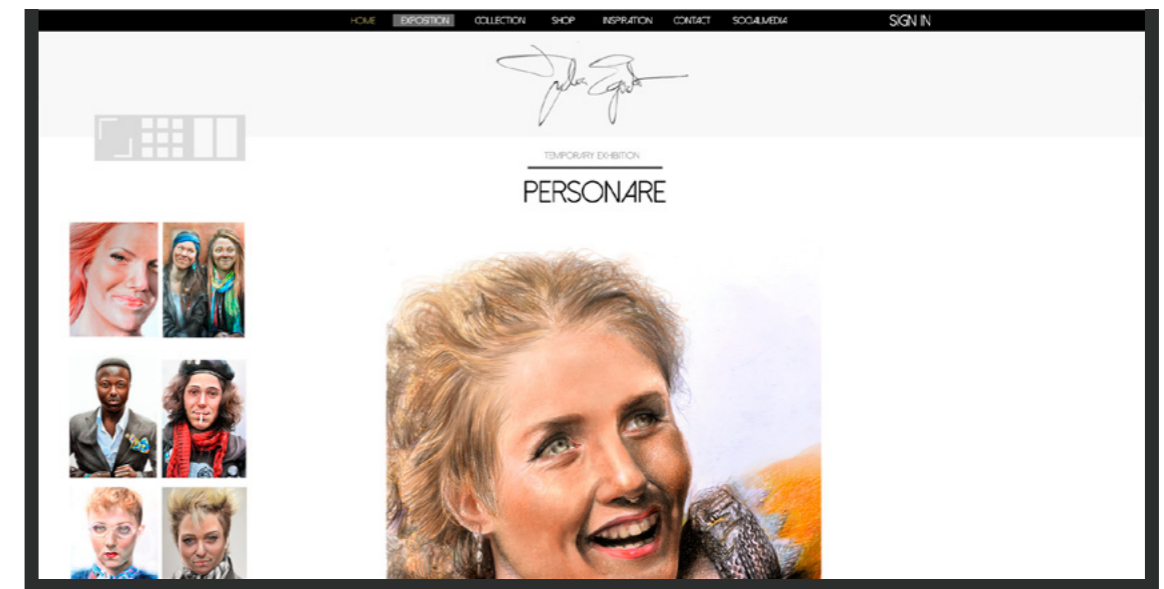 HOME EXPOSITION COLLECTION SHOP INSPIRATION CONTACT SOCIALMEDIA SIGN IN
TEMPORARY EXHIBITION
PERSONARE